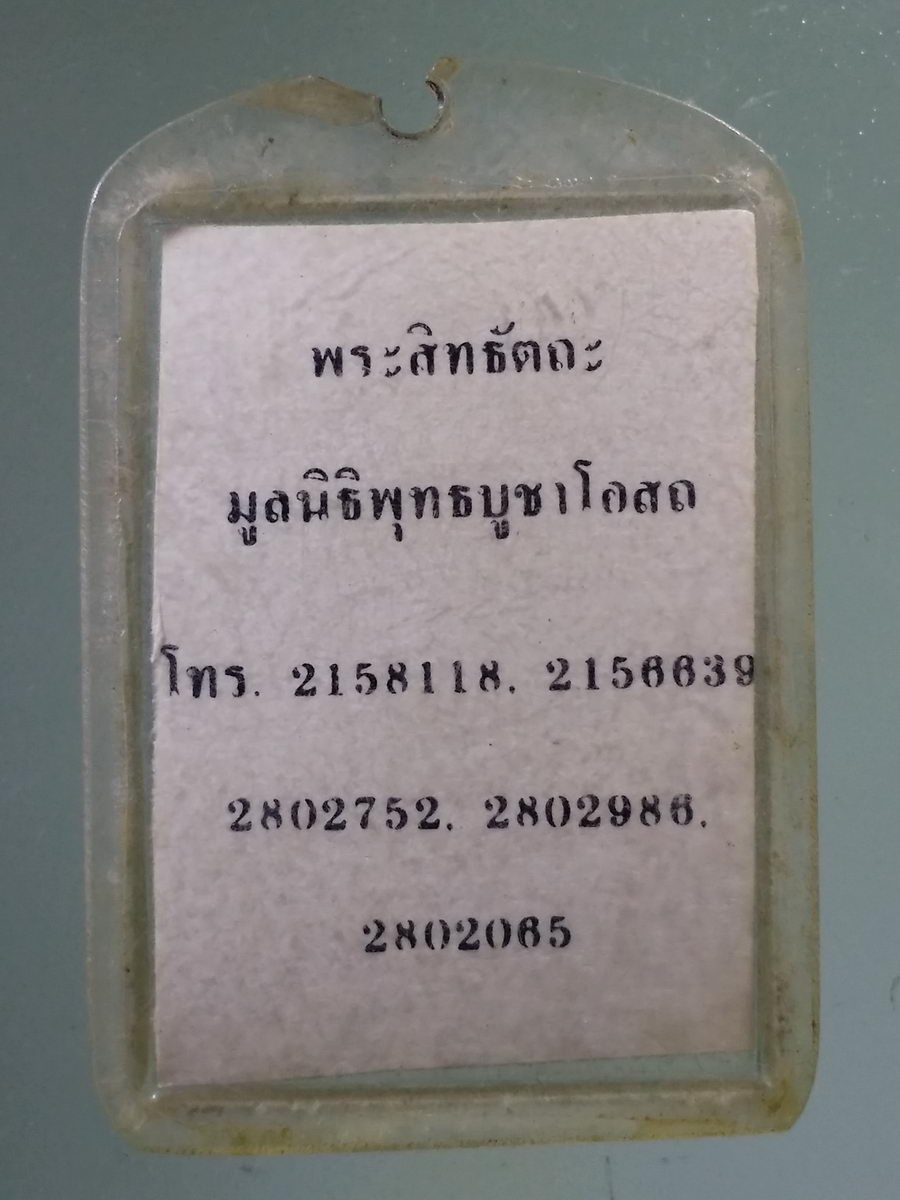 พระสิทธัตถะ
มูลนิธิพุทธบูชาโอสถ
โทร. 2158118, 2156639
2802752, 2802986,
2802065